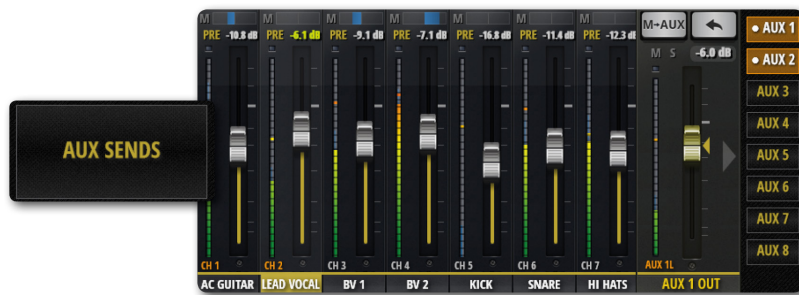 AUX SENDS
M M M M M M M
PRE -10.8 dB PRE -6.1 dB PRE -9.1 dB PRE -7.1 dB PRE -16.8 dB PRE -11.4 dB PRE -12.3 dB
CH 1 CH 2 CH 3 CH 4 CH 5 CH 6 CH 7
AC GUITAR LEAD VOCAL BV 1 BV 2 KICK SNARE HI HATS
M→AUX
M S -6.0 dB
AUX 1L
AUX 1 OUT
AUX 1
AUX 2
AUX 3
AUX 4
AUX 5
AUX 6
AUX 7
AUX 8